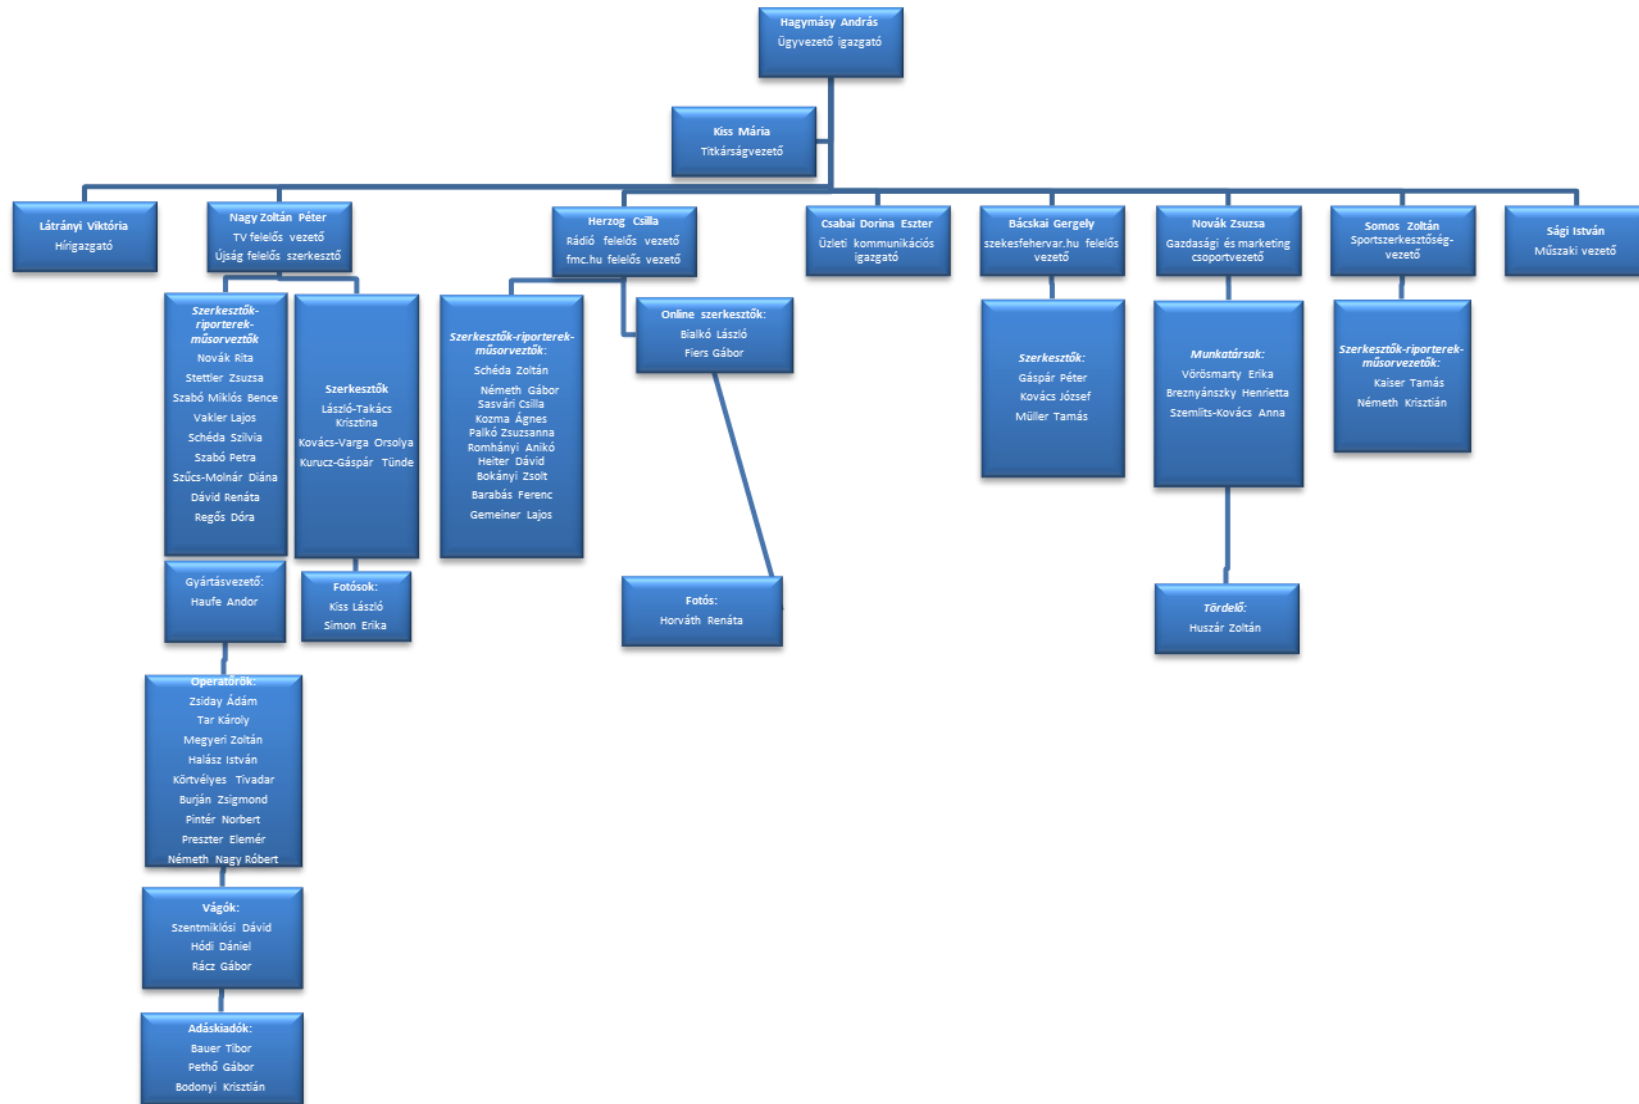 Hagymásy András
Ügyvezető igazgató
Kiss Mária
Titkárságvezető
Látrányi Viktória
Hírigazgató
Nagy Zoltán Péter
TV felelős vezető
Újság felelős szerkesztő
Herzog Csilla
Rádió felelős vezető
fmc.hu felelős vezető
Csabai Dorina Eszter
Üzleti kommunikációs
igazgató
Bácskai Gergely
szekesfehervar.hu felelős
vezető
Novák Zsuzsa
Gazdasági és marketing
csoportvezető
Somos Zoltán
Sportszerkesztőség-
vezető
Sági István
Műszaki vezető
Szerkesztők-
riporterek-
műsorveztők
Novák Rita
Stettler Zsuzsa
Szabó Miklós Bence
Vakler Lajos
Schéda Szilvia
Szabó Petra
Szűcs-Molnár Diána
Dávid Renáta
Regős Dóra
Szerkesztők
László-Takács
Krisztina
Kovács-Varga Orsolya
Kurucz-Gáspár Tünde
Szerkesztők-riporterek-
műsorveztők:
Schéda Zoltán
Németh Gábor
Sasvári Csilla
Kozma Ágnes
Palkó Zsuzsanna
Romhányi Anikó
Heiter Dávid
Bokányi Zsolt
Barabás Ferenc
Gemeiner Lajos
Online szerkesztők:
Bialkó László
Fiers Gábor
Szerkesztők:
Gáspár Péter
Kovács József
Müller Tamás
Munkatársak:
Vörösmarty Erika
Breznyánszky Henrietta
Szemlits-Kovács Anna
Szerkesztők-riporterek-
műsorvezetők:
Kaiser Tamás
Németh Krisztián
Gyártásvezető:
Haufe Andor
Fotósok:
Kiss László
Simon Erika
Fotós:
Horváth Renáta
Tördelő:
Huszár Zoltán
Operatőrök:
Zsiday Ádám
Tar Károly
Megyeri Zoltán
Halász István
Körtvélyes Tivadar
Burján Zsigmond
Pintér Norbert
Preszter Elemér
Németh Nagy Róbert
Vágók:
Szentmiklósi Dávid
Hódi Dániel
Rácz Gábor
Adáskiadók:
Bauer Tibor
Pethő Gábor
Bodonyi Krisztián